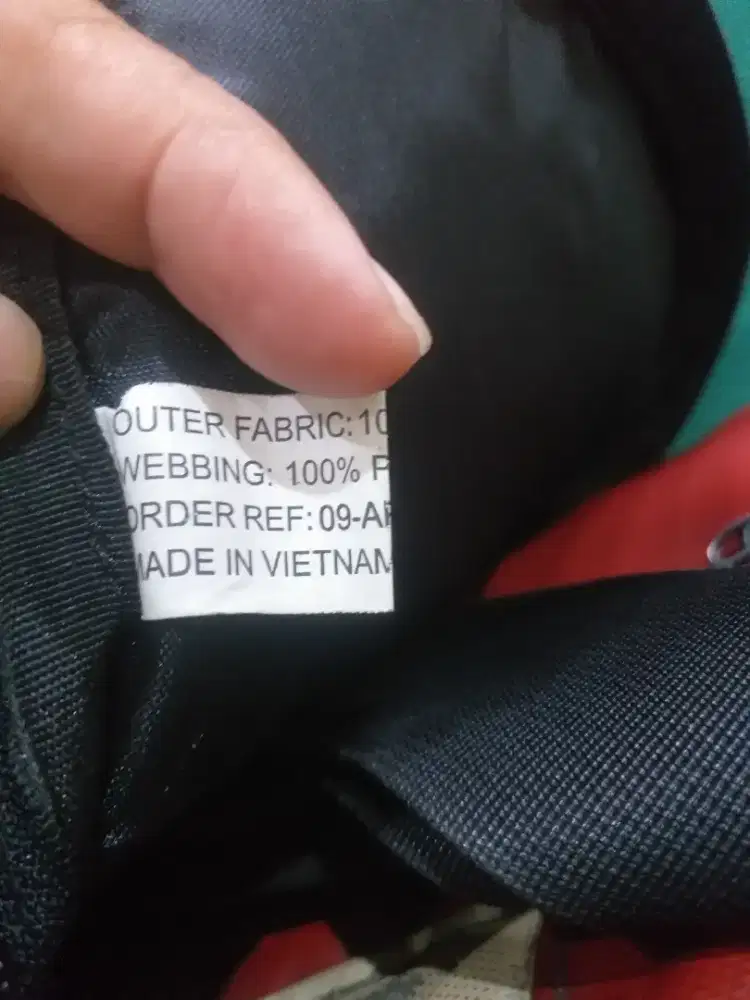 OUTER FABRIC: 10
WEBBING: 100% P
ORDER REF: 09-A
MADE IN VIETNAM